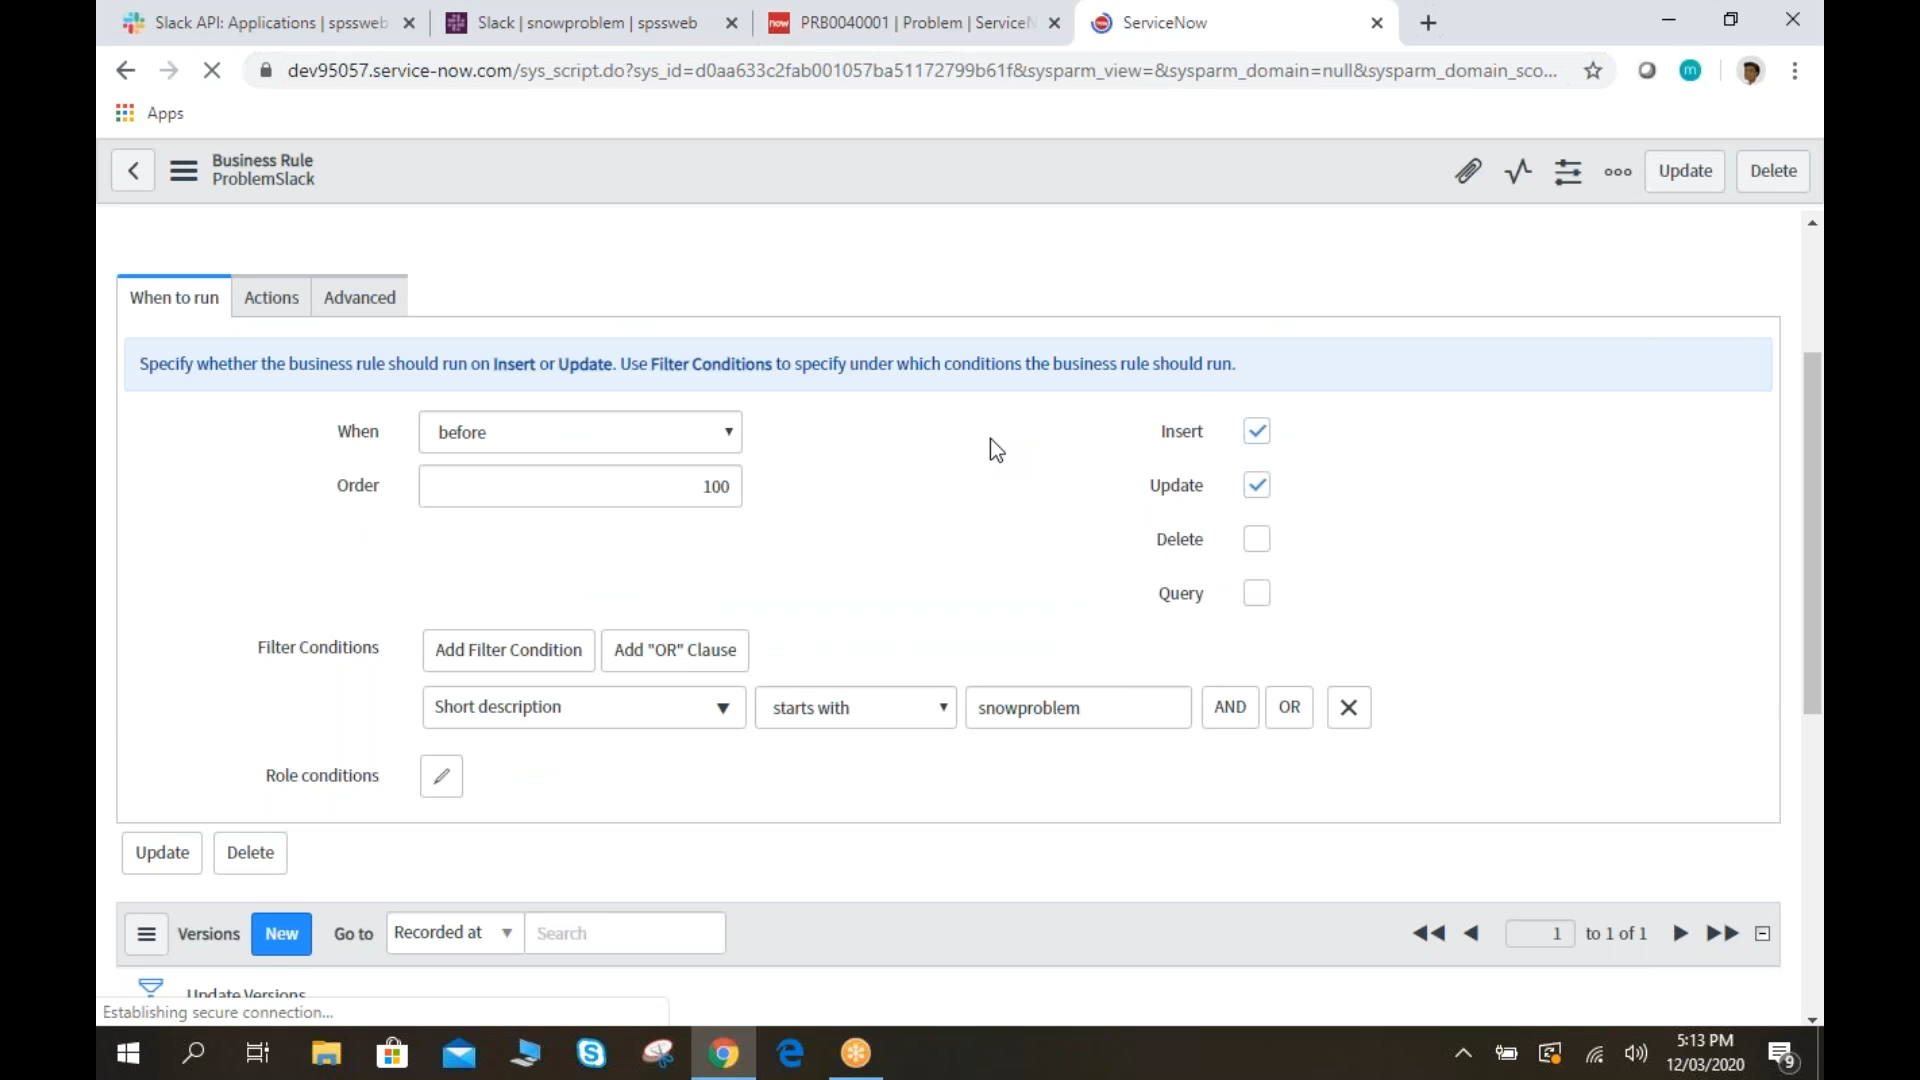 Slack API: Applications | spssweb
Slack | snowproblem | spssweb
now PRB0040001 | Problem | ServiceN
ServiceNow
dev95057.service-now.com/sys_script.do?sys_id=d0aa633c2fab001057ba51172799b61f&sysparm_view=&sysparm_domain=null&sysparm_domain_sco...
m
Apps
Business Rule
ProblemSlack
Update
Delete
When to run
Actions
Advanced
Specify whether the business rule should run on Insert or Update. Use Filter Conditions to specify under which conditions the business rule should run.
When
before
Insert
Order
100
Update
Delete
Query
Filter Conditions
Add Filter Condition
Add "OR" Clause
Short description
starts with
snowproblem
AND
OR
Role conditions
Update
Delete
Versions
New
Go to
Recorded at
Search
1
to 1 of 1
Update Versions
Establishing secure connection...
5:13 PM
12/03/2020
9